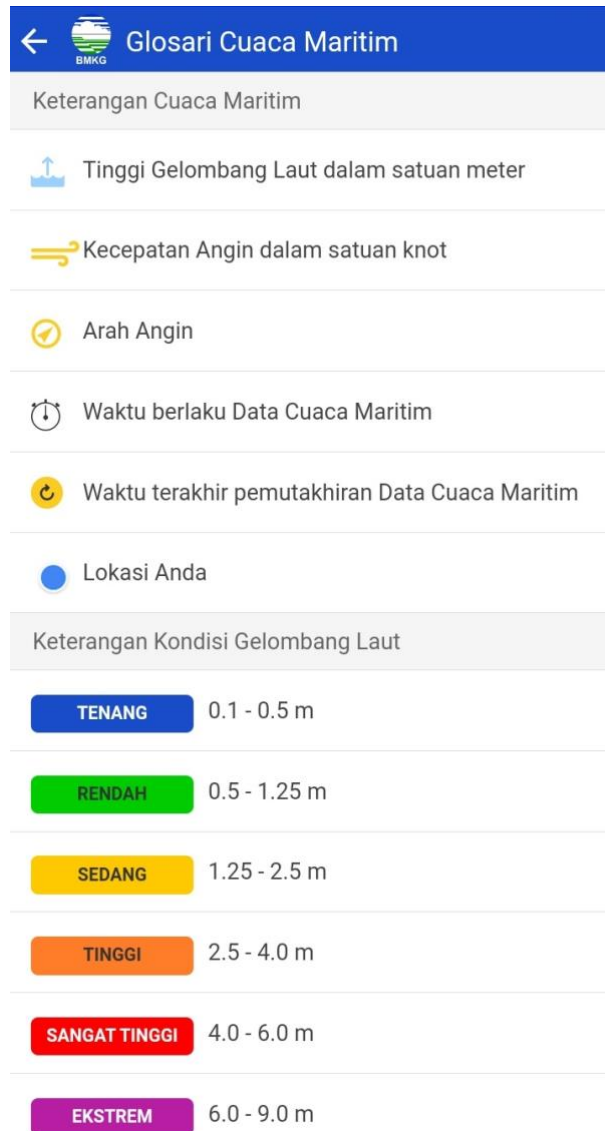 Glosari Cuaca Maritim
BMKG
Keterangan Cuaca Maritim
Tinggi Gelombang Laut dalam satuan meter
Kecepatan Angin dalam satuan knot
Arah Angin
Waktu berlaku Data Cuaca Maritim
Waktu terakhir pemutakhiran Data Cuaca Maritim
Lokasi Anda
Keterangan Kondisi Gelombang Laut
TENANG 0.1 - 0.5 m
RENDAH 0.5 - 1.25 m
SEDANG 1.25 - 2.5 m
TINGGI 2.5 - 4.0 m
SANGAT TINGGI 4.0 - 6.0 m
EKSTREM 6.0 - 9.0 m